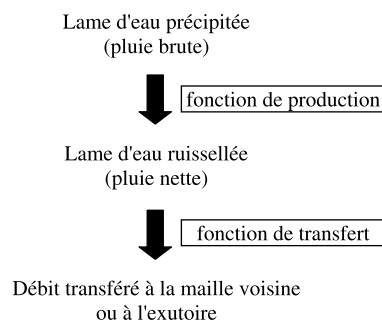 Lame d'eau précipitée
(pluie brute)
fonction de production
Lame d'eau ruissellée
(pluie nette)
fonction de transfert
Débit transféré à la maille voisine
ou à l'exutoire